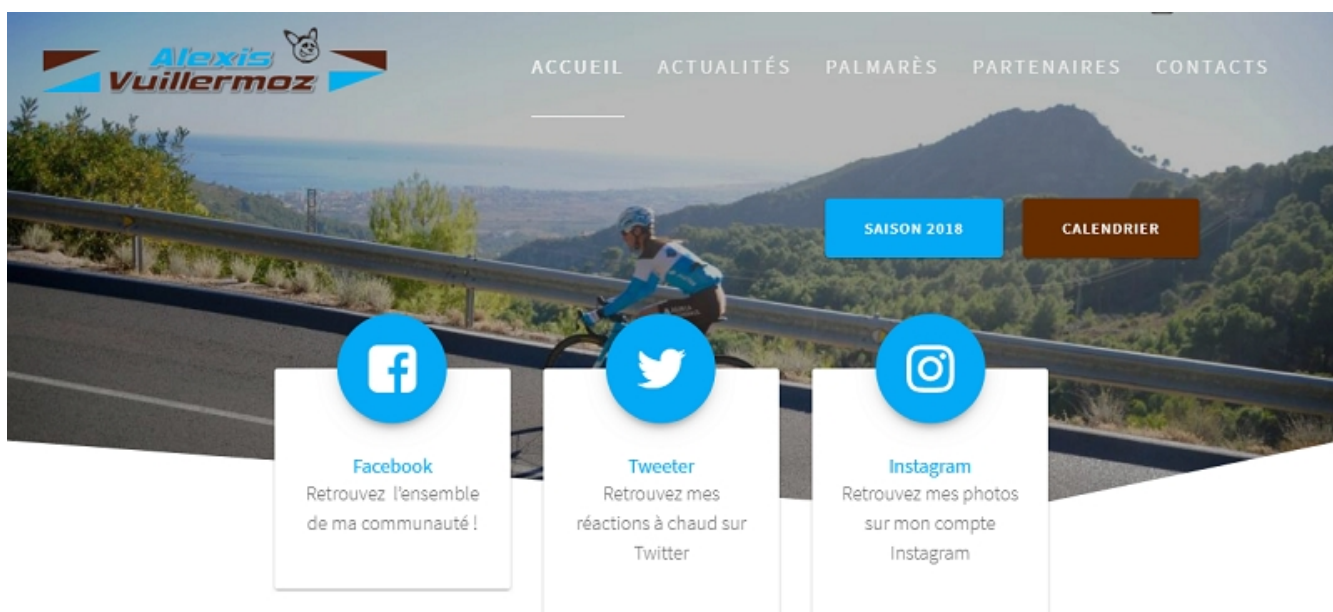 Alexis
Vuillermoz
ACCUEIL ACTUALITÉS PALMARÈS PARTENAIRES CONTACTS
SAISON 2018 CALENDRIER
Facebook
Retrouvez l'ensemble
de ma communauté !
Tweeter
Retrouvez mes
réactions à chaud sur
Twitter
Instagram
Retrouvez mes photos
sur mon compte
Instagram